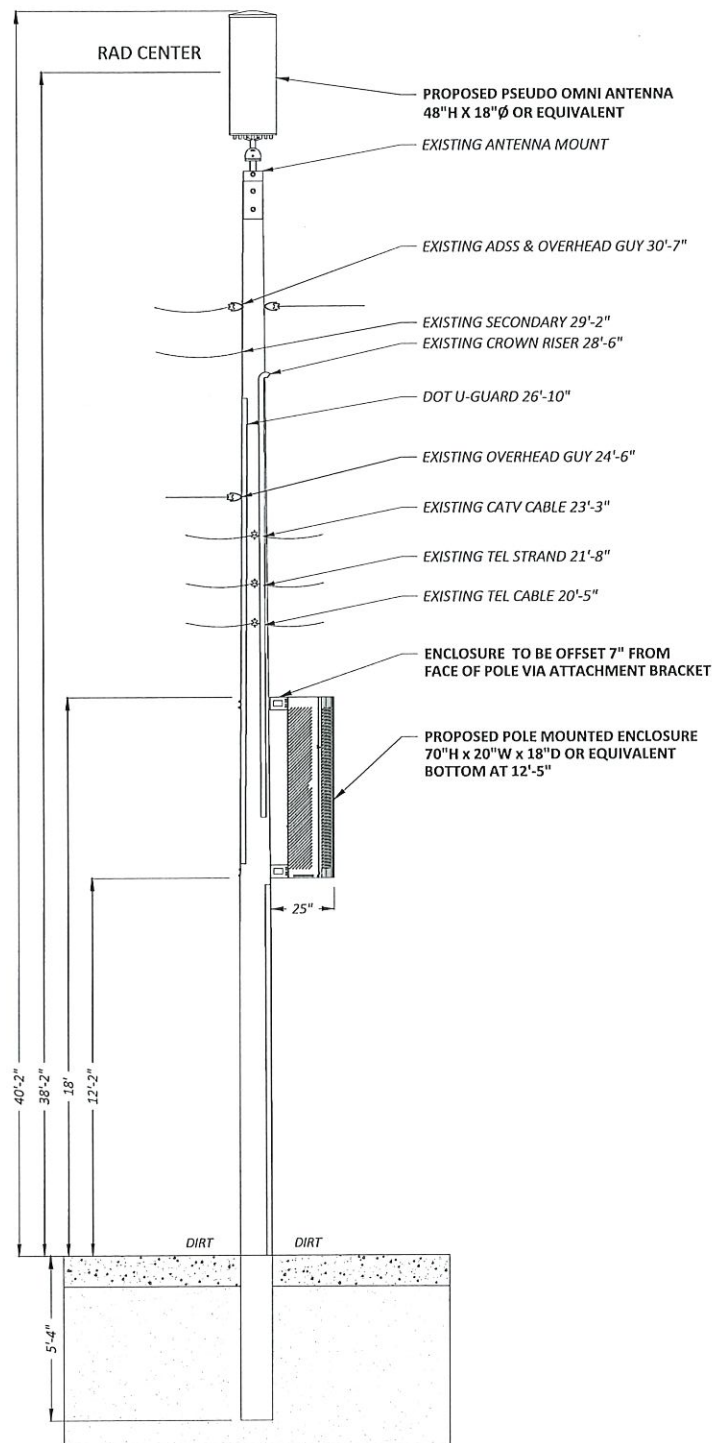 RAD CENTER
PROPOSED PSEUDO OMNI ANTENNA
48"H X 18"Ø OR EQUIVALENT
EXISTING ANTENNA MOUNT
EXISTING ADSS & OVERHEAD GUY 30'-7"
EXISTING SECONDARY 29'-2"
EXISTING CROWN RISER 28'-6"
DOT U-GUARD 26'-10"
EXISTING OVERHEAD GUY 24'-6"
EXISTING CATV CABLE 23'-3"
EXISTING TEL STRAND 21'-8"
EXISTING TEL CABLE 20'-5"
ENCLOSURE TO BE OFFSET 7" FROM
FACE OF POLE VIA ATTACHMENT BRACKET
PROPOSED POLE MOUNTED ENCLOSURE
70"H x 20"W x 18"D OR EQUIVALENT
BOTTOM AT 12'-5"
25"
40'-2"
38'-2"
18'
12'-2"
DIRT
DIRT
5'-4"